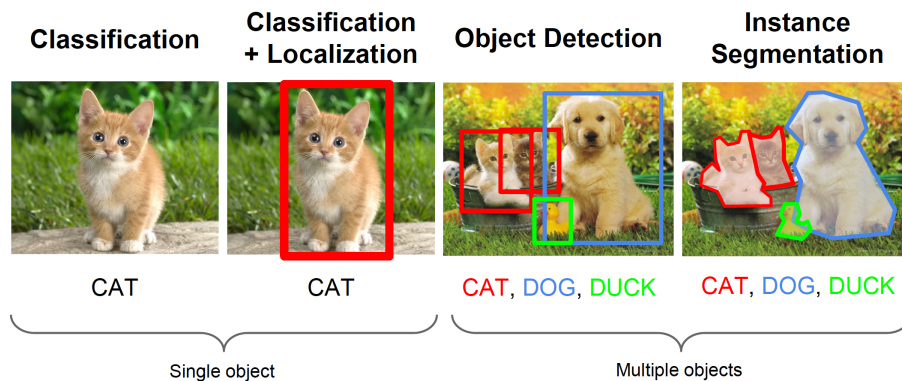 Classification
Classification
+ Localization
Object Detection
Instance
Segmentation
CAT
CAT
CAT, DOG, DUCK
CAT, DOG, DUCK
Single object
Multiple objects